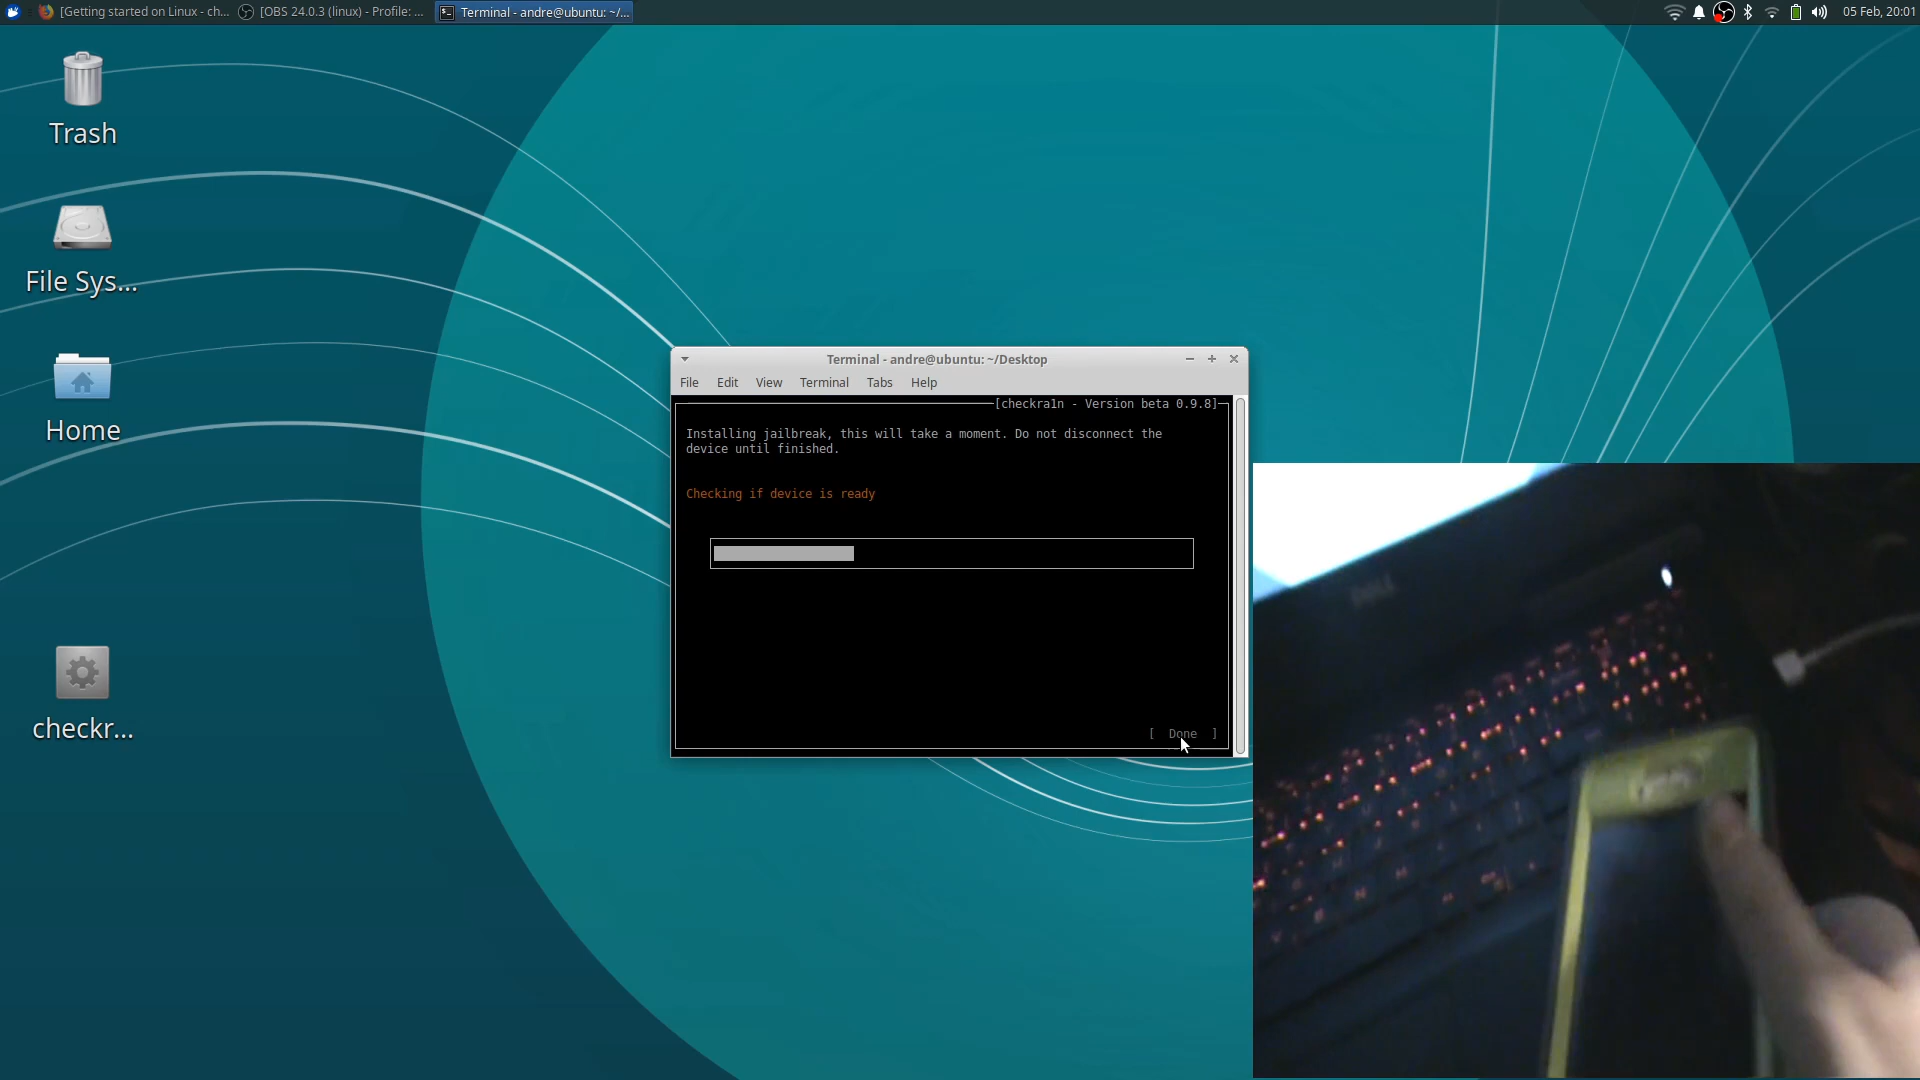 [Getting started on Linux - ch...
[OBS 24.0.3 (linux) - Profile: ...
Terminal - andre@ubuntu: ~/...
05 Feb, 20:01
Trash
File Sys...
Home
checkr...
Terminal - andre@ubuntu: ~/Desktop
File Edit View Terminal Tabs Help
[checkra1n - Version beta 0.9.8]
Installing jailbreak, this will take a moment. Do not disconnect the
device until finished.
Checking if device is ready
[ Done ]
DELL